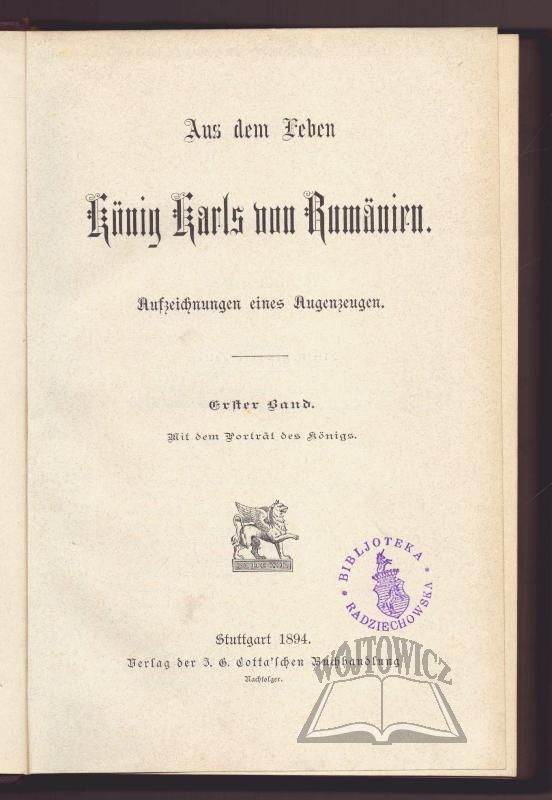 Aus dem Leben
König Karls von Rumänien.
Aufzeichnungen eines Augenzeugen.
Erster Band.
Mit dem Porträt des Königs.
BIBLJOTEKA
RADZIECHOWSKA
Stuttgart 1894.
Verlag der J. G. Cotta'schen Buchhandlung
Nachfolger.
WÓJTOWICZ